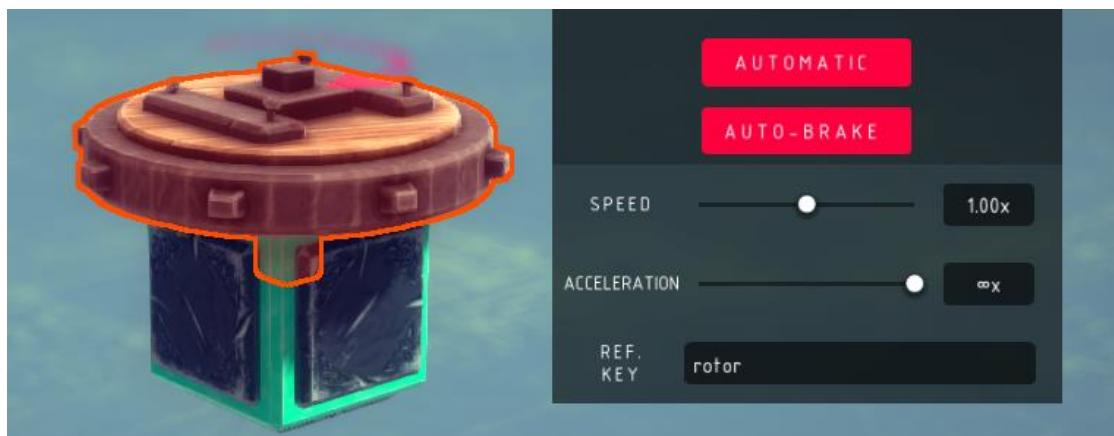 AUTOMATIC
AUTO-BRAKE
SPEED
1.00x
ACCELERATION
∞x
REF.
KEY
rotor